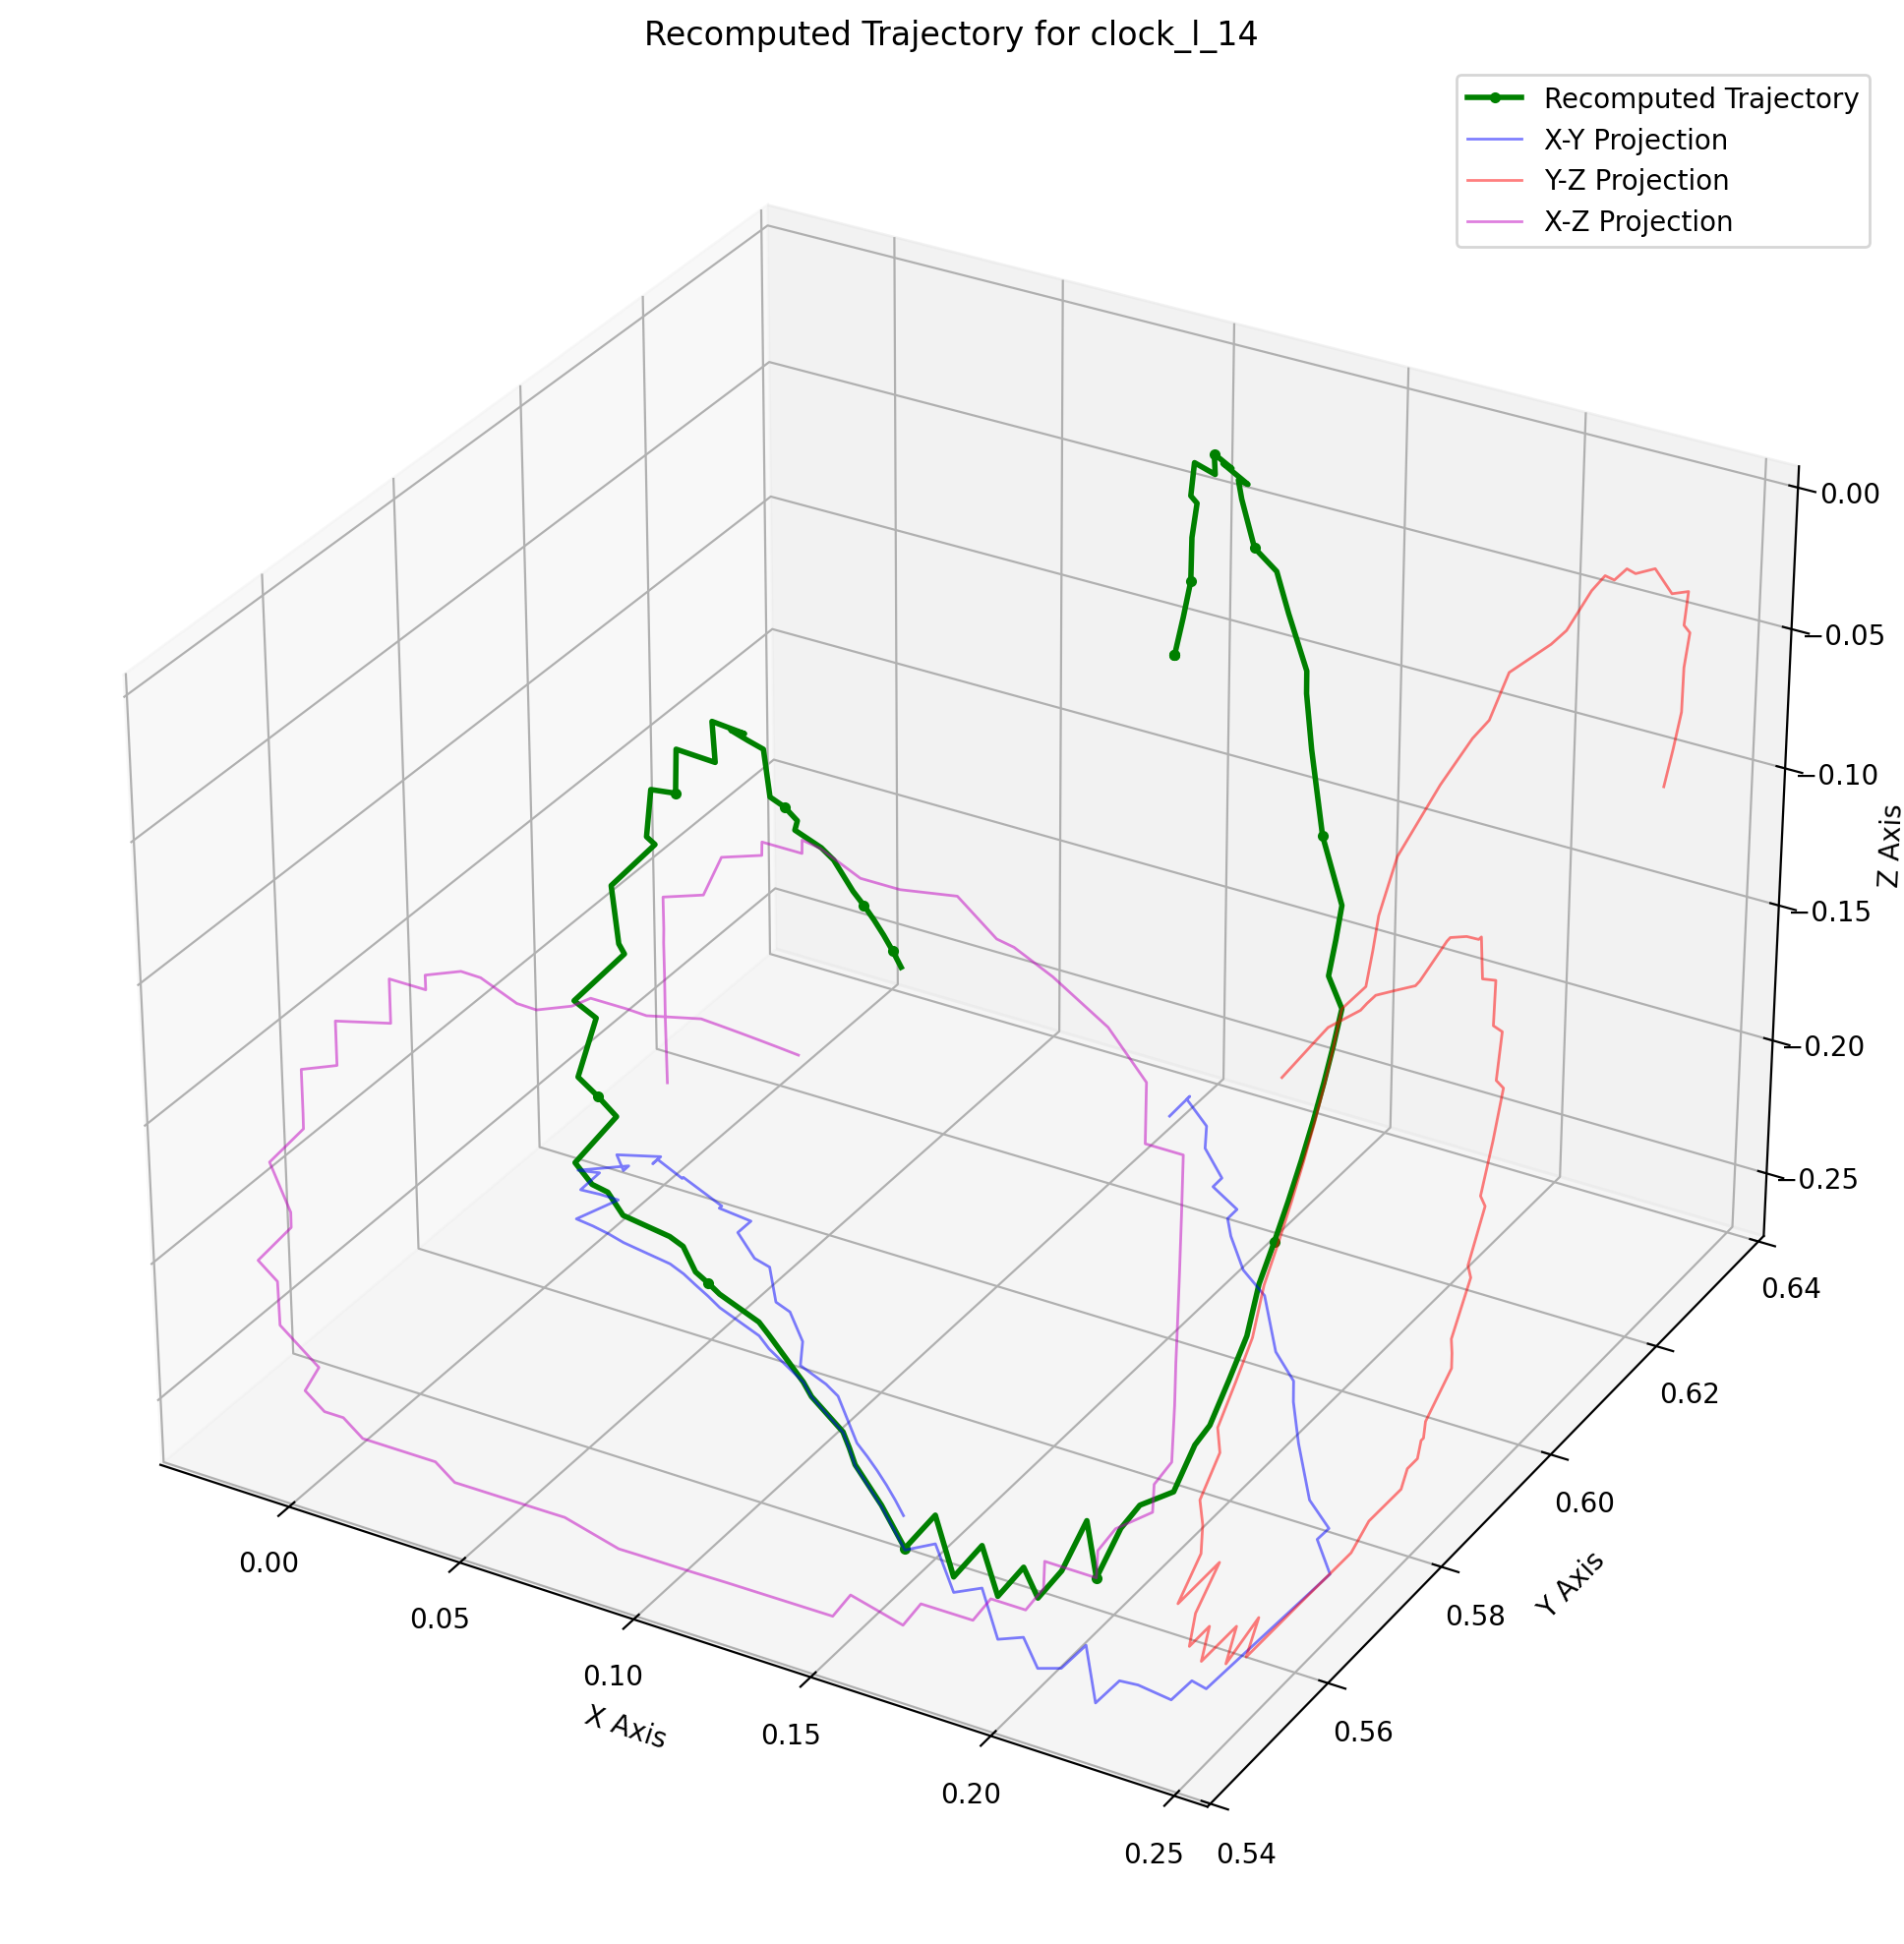 Recomputed Trajectory for clock_l_14
Recomputed Trajectory
X-Y Projection
Y-Z Projection
X-Z Projection
0.00
−0.05
−0.10
−0.15
−0.20
−0.25
Z Axis
0.64
0.62
0.60
0.58
0.56
0.54
Y Axis
0.00
0.05
0.10
0.15
0.20
0.25
X Axis